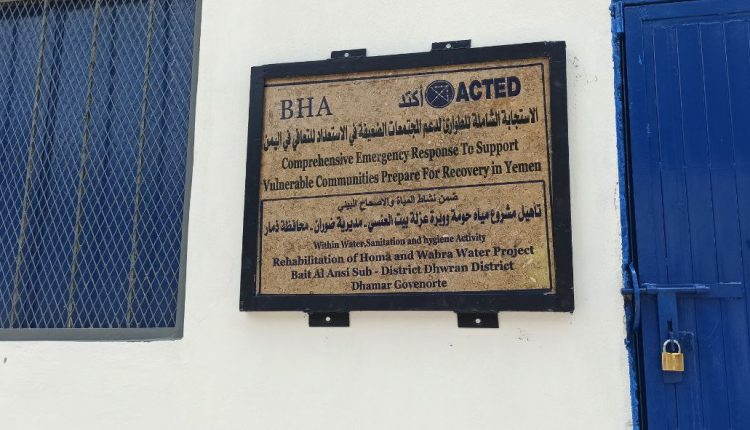 BHA
أكتد ACTED
الاستجابة الشاملة للطوارئ لدعم المجتمعات الضعيفة في الاستعداد للتعافي في اليمن
Comprehensive Emergency Response To Support
Vulnerable Communities Prepare For Recovery in Yemen
ضمن نشاط المياة والاصحاح البيئي
تأهيل مشروع مياه حومة ووبرة عزلة بيت العنسي - مديرية ضوران - محافظة ذمار
Within Water,Sanitation and hygiene Activity
Rehabilitation of Homa and Wabra Water Project
Bait Al Ansi Sub - District Dhwran District
Dhamar Govenorte